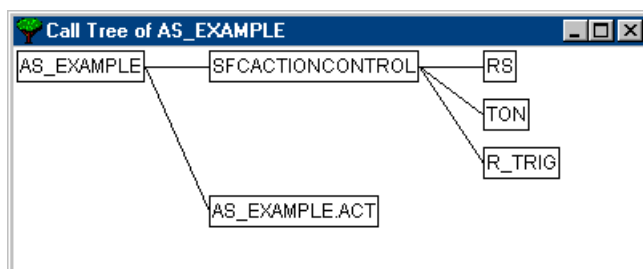 Call Tree of AS_EXAMPLE
AS_EXAMPLE
SFCACTIONCONTROL
RS
TON
R_TRIG
AS_EXAMPLE.ACT